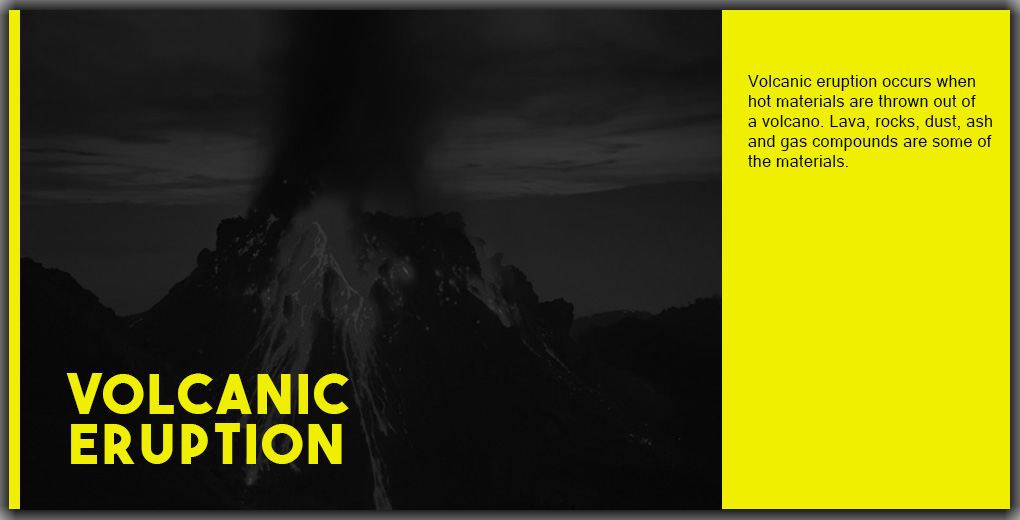 VOLCANIC
ERUPTION
Volcanic eruption occurs when
hot materials are thrown out of
a volcano. Lava, rocks, dust, ash
and gas compounds are some of
the materials.